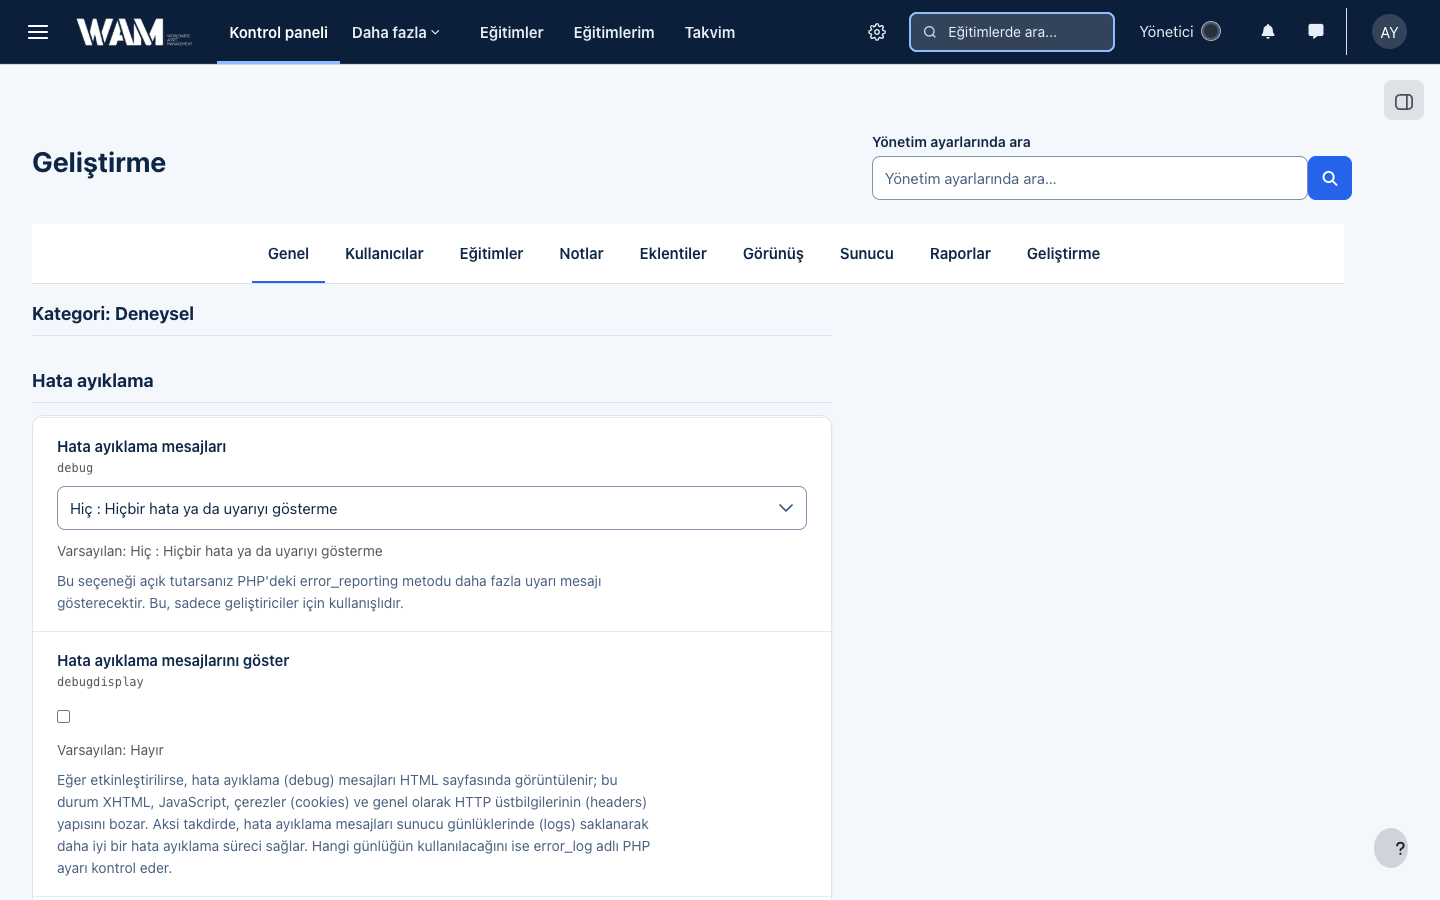 WAM
Kontrol paneli
Daha fazla
Eğitimler
Eğitimlerim
Takvim
Eğitimlerde ara...
Yönetici
AY
Geliştirme
Yönetim ayarlarında ara
Yönetim ayarlarında ara...
Genel
Kullanıcılar
Eğitimler
Notlar
Eklentiler
Görünüş
Sunucu
Raporlar
Geliştirme
Kategori: Deneysel
Hata ayıklama
Hata ayıklama mesajları
debug
Hiç : Hiçbir hata ya da uyarıyı gösterme
Varsayılan: Hiç : Hiçbir hata ya da uyarıyı gösterme
Bu seçeneği açık tutarsanız PHP'deki error_reporting metodu daha fazla uyarı mesajı
gösterecektir. Bu, sadece geliştiriciler için kullanışlıdır.
Hata ayıklama mesajlarını göster
debugdisplay
Varsayılan: Hayır
Eğer etkinleştirilirse, hata ayıklama (debug) mesajları HTML sayfasında görüntülenir; bu
durum XHTML, JavaScript, çerezler (cookies) ve genel olarak HTTP üstbilgilerinin (headers)
yapısını bozar. Aksi takdirde, hata ayıklama mesajları sunucu günlüklerinde (logs) saklanarak
daha iyi bir hata ayıklama süreci sağlar. Hangi günlüğün kullanılacağını ise error_log adlı PHP
ayarı kontrol eder.
?